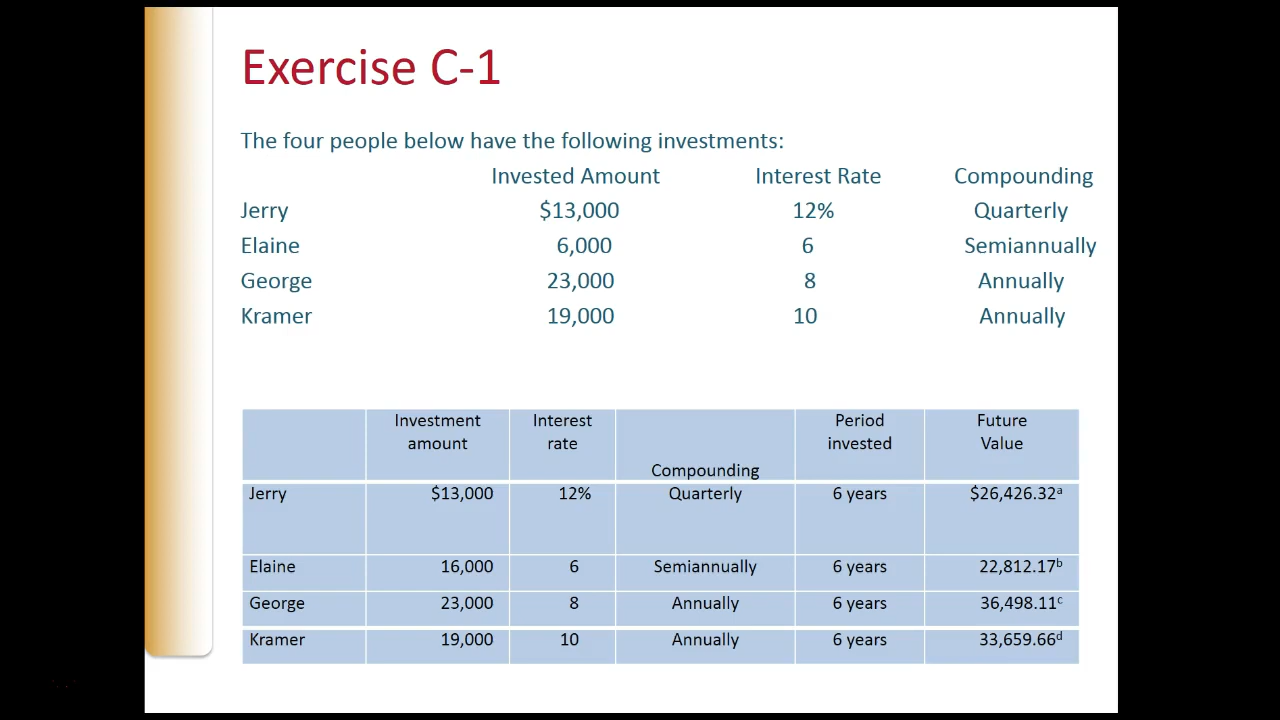 Exercise C-1
The four people below have the following investments:
Invested Amount Interest Rate Compounding
Jerry $13,000 12% Quarterly
Elaine 6,000 6 Semiannually
George 23,000 8 Annually
Kramer 19,000 10 Annually
Investment amount Interest rate Compounding Period invested Future Value
Jerry $13,000 12% Quarterly 6 years $26,426.32ᵃ
Elaine 16,000 6 Semiannually 6 years 22,812.17ᵇ
George 23,000 8 Annually 6 years 36,498.11ᶜ
Kramer 19,000 10 Annually 6 years 33,659.66ᵈ